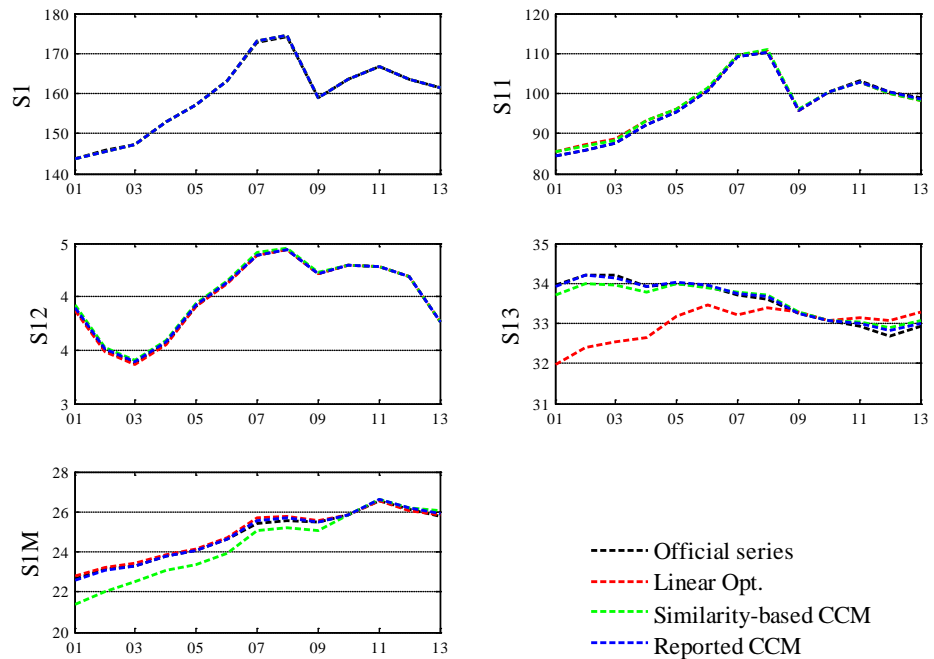 S1
180
170
160
150
140
01 03 05 07 09 11 13
S11
120
110
100
90
80
01 03 05 07 09 11 13
S12
5
4
4
3
01 03 05 07 09 11 13
S13
35
34
33
32
31
01 03 05 07 09 11 13
S1M
28
26
24
22
20
01 03 05 07 09 11 13
Official series
Linear Opt.
Similarity-based CCM
Reported CCM